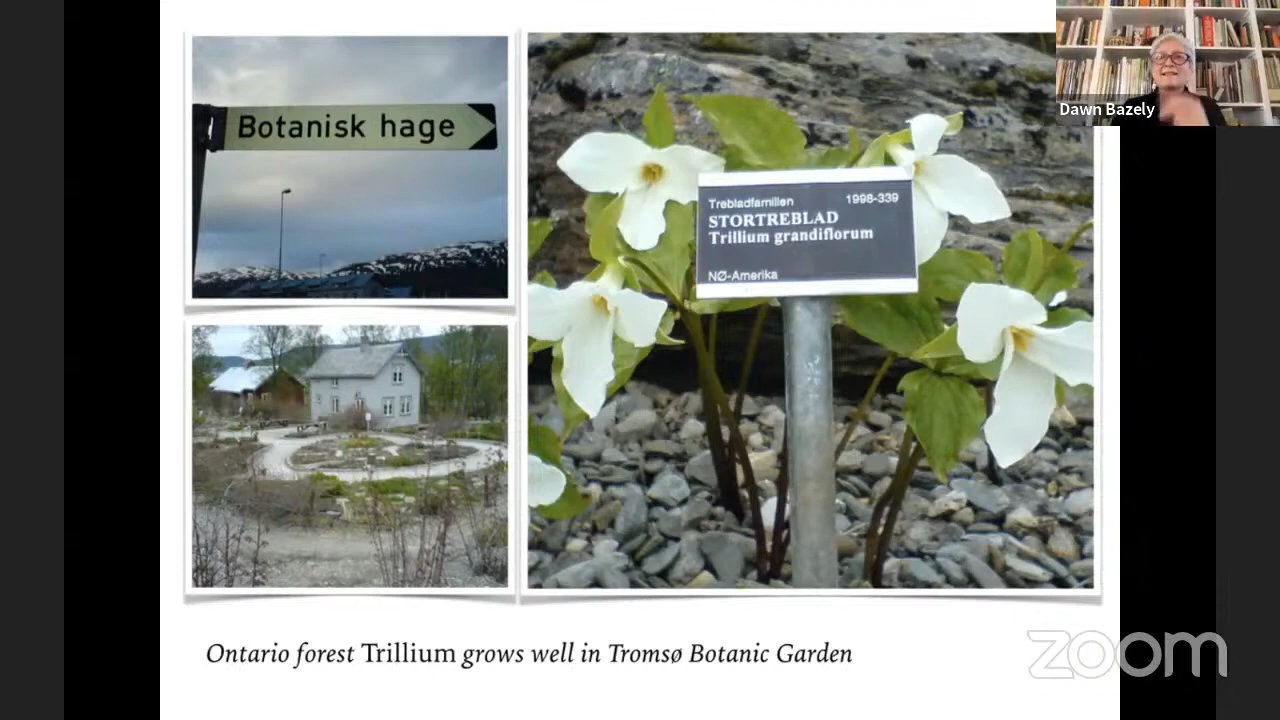 Botanisk hage
Trebladfamilien 1998-339
STORTREBLAD
Trillium grandiflorum
NØ-Amerika
Dawn Bazely
Ontario forest Trillium grows well in Tromsø Botanic Garden
zoom